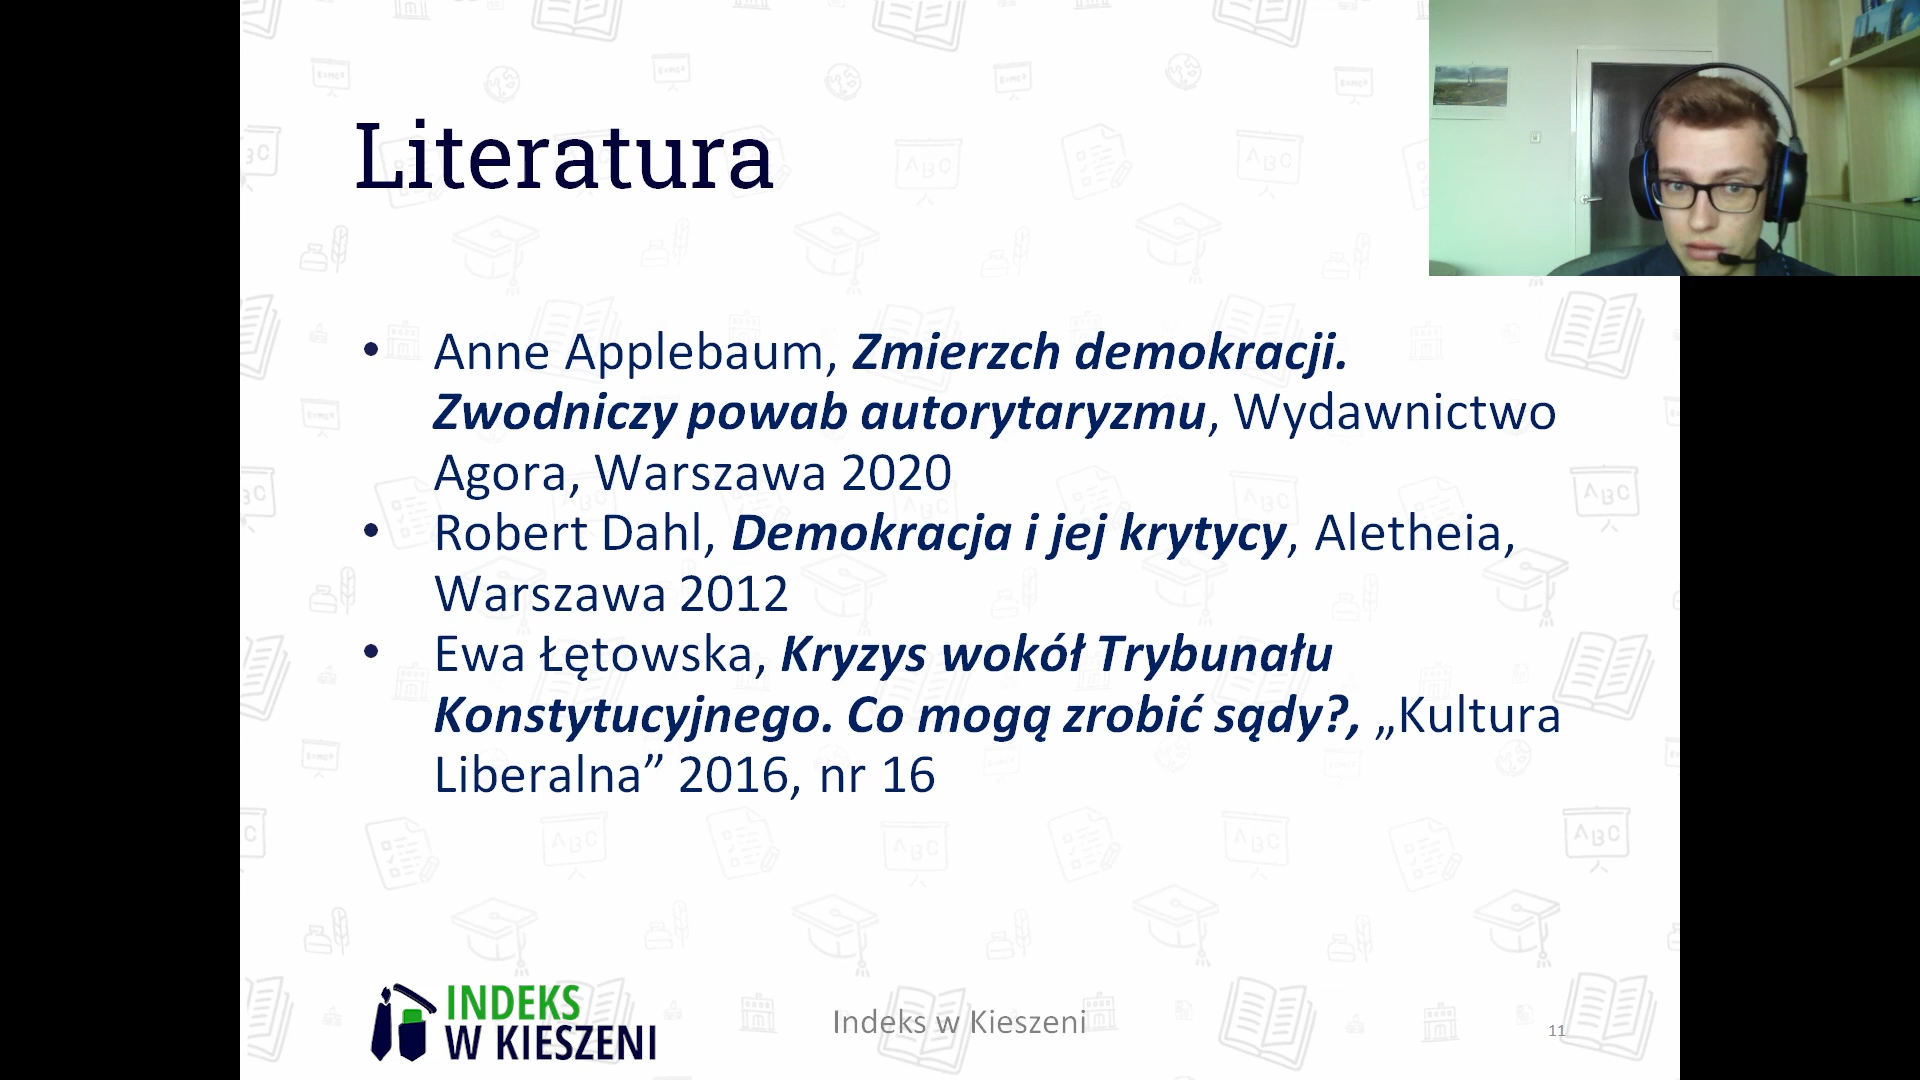 Literatura
• Anne Applebaum, Zmierzch demokracji.
Zwodniczy powab autorytaryzmu, Wydawnictwo
Agora, Warszawa 2020
• Robert Dahl, Demokracja i jej krytycy, Aletheia,
Warszawa 2012
• Ewa Łętowska, Kryzys wokół Trybunału
Konstytucyjnego. Co mogą zrobić sądy?, „Kultura
Liberalna” 2016, nr 16
INDEKS
W KIESZENI
Indeks w Kieszeni
11